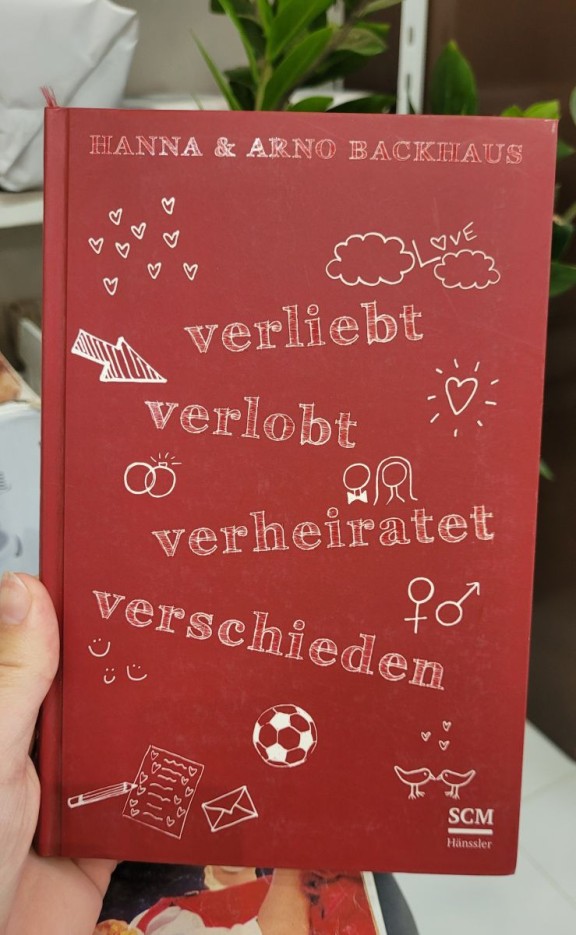 HANNA & ARNO BACKHAUS
LOVE
verliebt
verlobt
verheiratet
verschieden
SCM
Hänssler